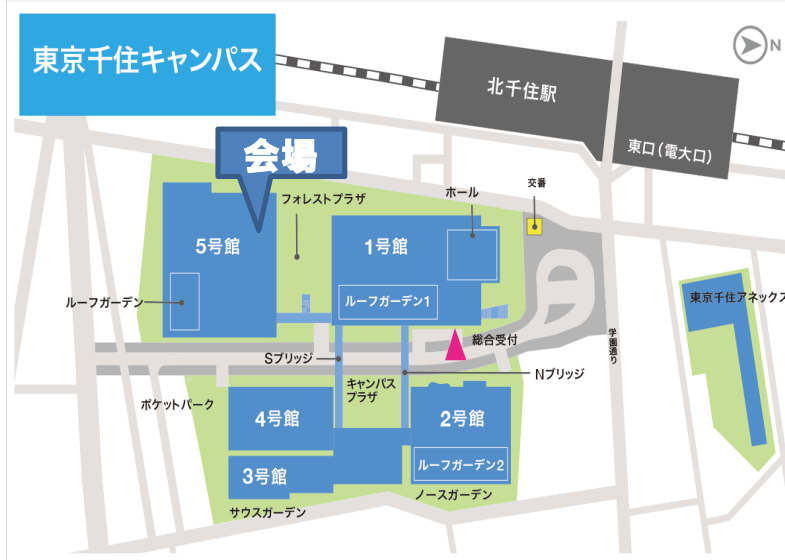 東京千住キャンパス
N
北千住駅
東口(電大口)
会場
交番
ホール
フォレストプラザ
5号館
1号館
ルーフガーデン
ルーフガーデン1
東京千住アネックス
総合受付
学園通り
Sブリッジ
Nブリッジ
キャンパス
プラザ
ポケットパーク
4号館
2号館
3号館
ルーフガーデン2
ノースガーデン
サウスガーデン